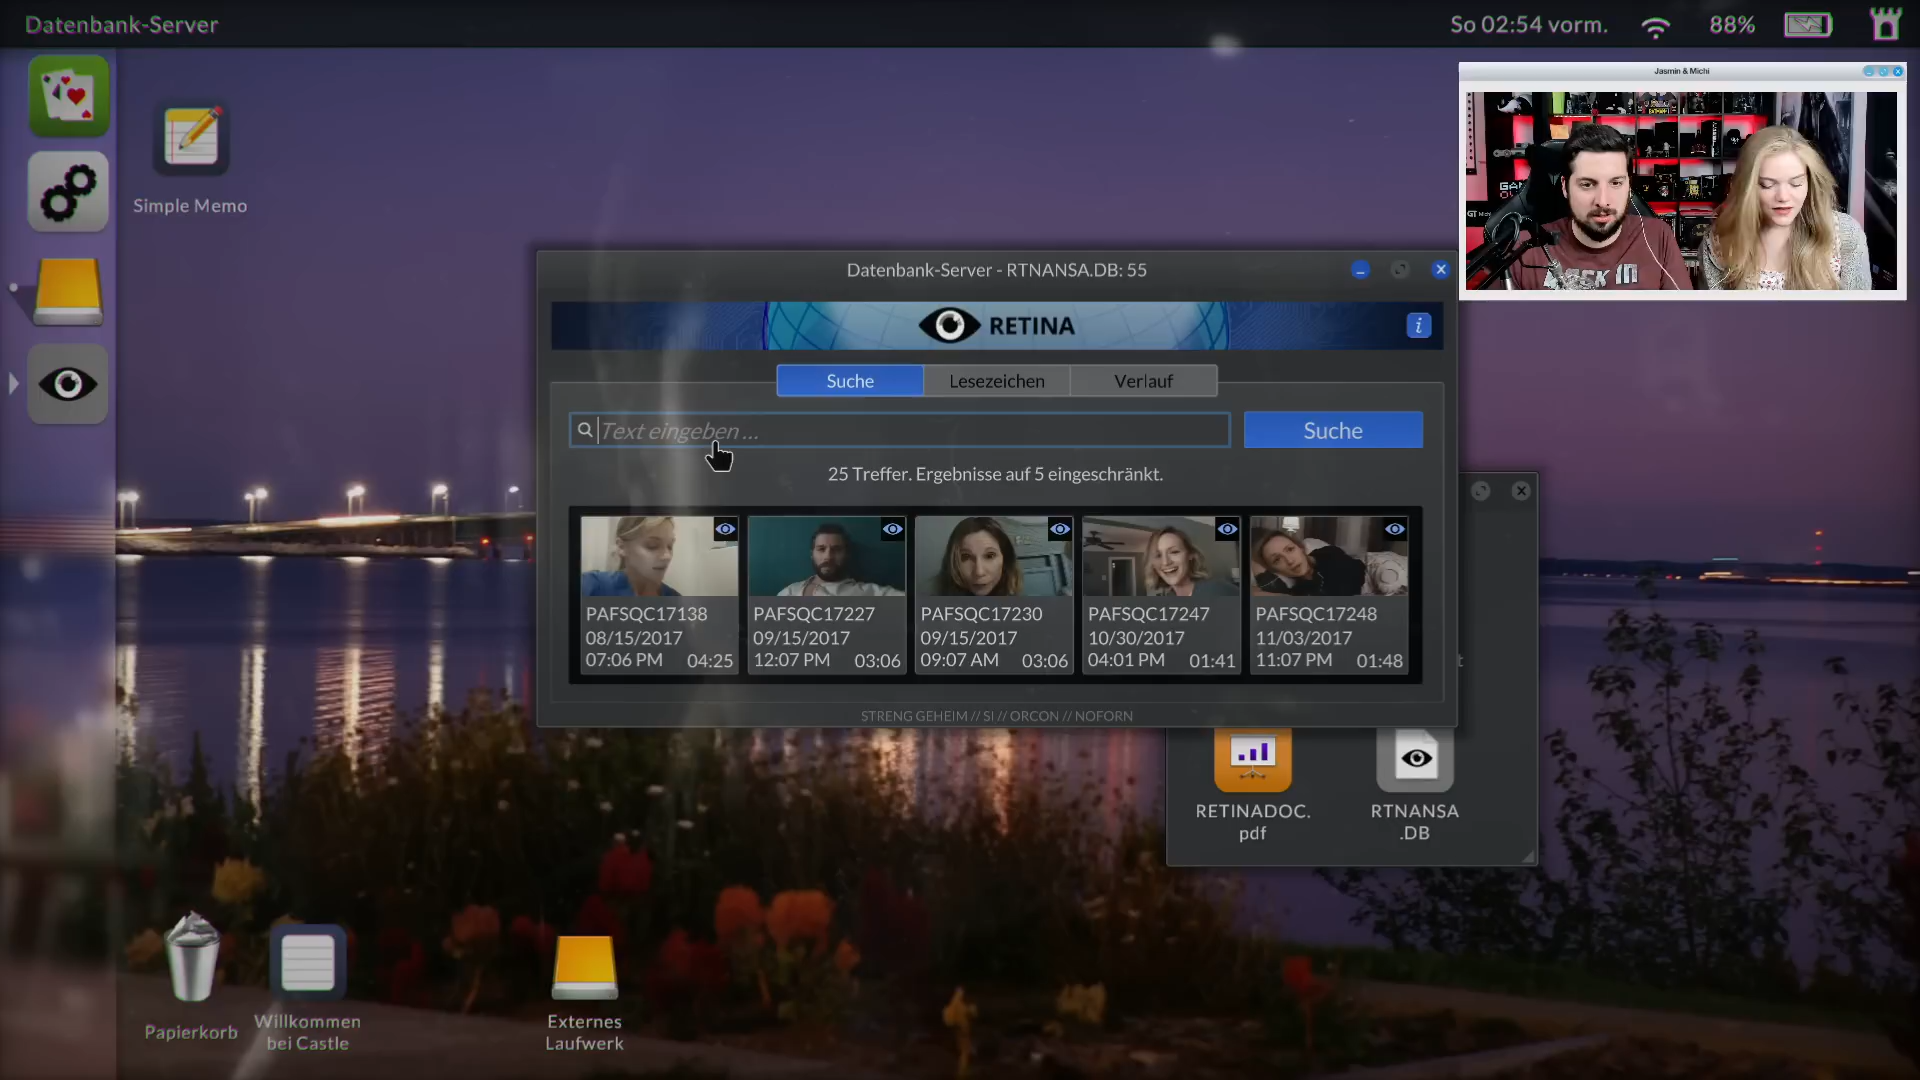 Datenbank-Server
So 02:54 vorm.
88%
Jasmin & Michi
Simple Memo
Datenbank-Server - RTNANSA.DB: 55
RETINA
i
Suche
Lesezeichen
Verlauf
Text eingeben ...
Suche
25 Treffer. Ergebnisse auf 5 eingeschränkt.
PAFSQC17138
08/15/2017
07:06 PM 04:25
PAFSQC17227
09/15/2017
12:07 PM 03:06
PAFSQC17230
09/15/2017
09:07 AM 03:06
PAFSQC17247
10/30/2017
04:01 PM 01:41
PAFSQC17248
11/03/2017
11:07 PM 01:48
STRENG GEHEIM // SI // ORCON // NOFORN
RETINADOC.
pdf
RTNANSA
.DB
Papierkorb
Willkommen
bei Castle
Externes
Laufwerk